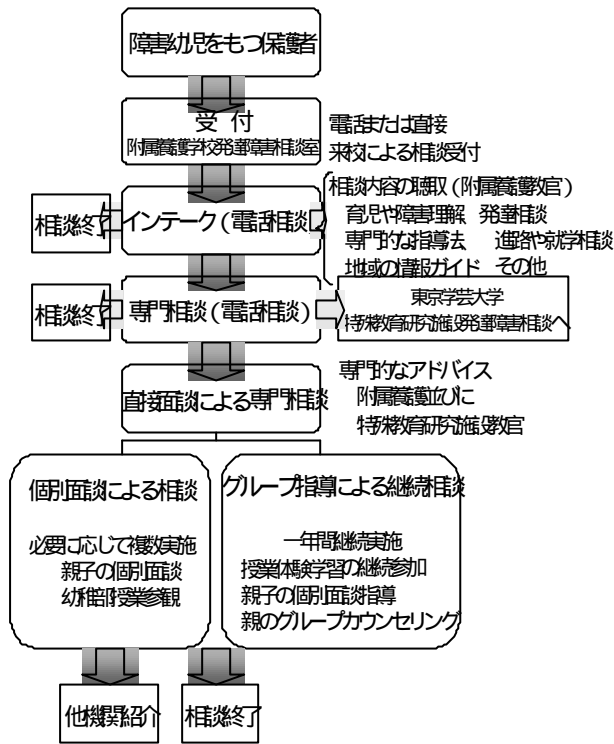 障害幼児をもつ保護者
受 付
附属養護学校発達障害相談室
電話または直接
来校による相談受付
相談終了
インテーク(電話相談
相談内容の聴取(附属養護教官)
育児や障害理解 発達相談
専門的な指導法 進路や就学相談
地域の情報ガイド その他
相談終了
専門相談(電話相談)
東京学芸大学
特殊教育研究施設発達障害相談へ
直接面談による専門相談
専門的なアドバイス
附属養護並びに
特殊教育研究施設教官
個別面談による相談
必要に応じて複数実施
親子の個別面談
幼稚部授業参観
グループ指導による継続相談
一年間継続実施
授業体験学習の継続参加
親子の個別面談指導
親のグループカウンセリング
他機関紹介
相談終了